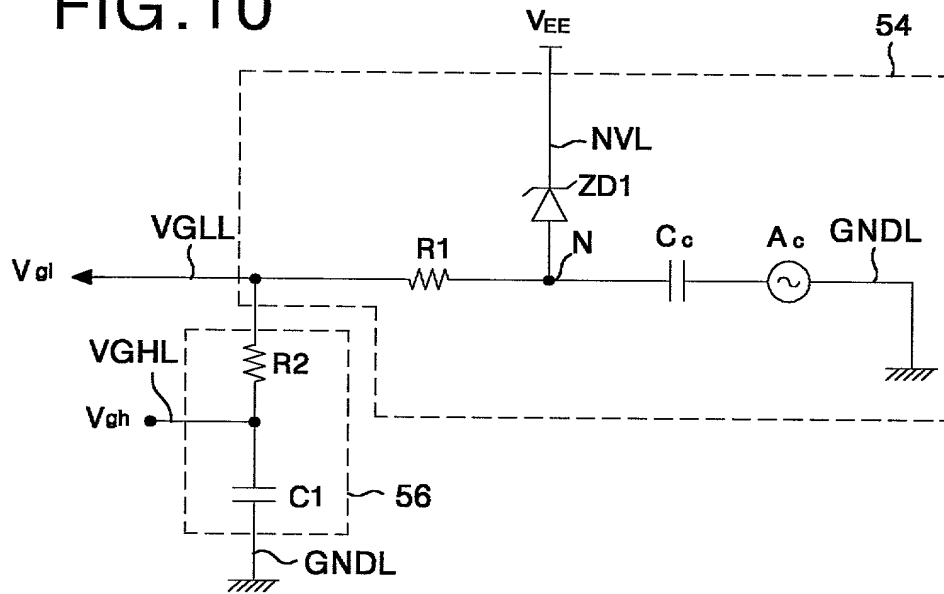 FIG.10
VEE
54
NVL
ZD1
VGLL
R1
N
Cc
Ac
GNDL
Vgl
VGHL
R2
Vgh
C1
56
GNDL